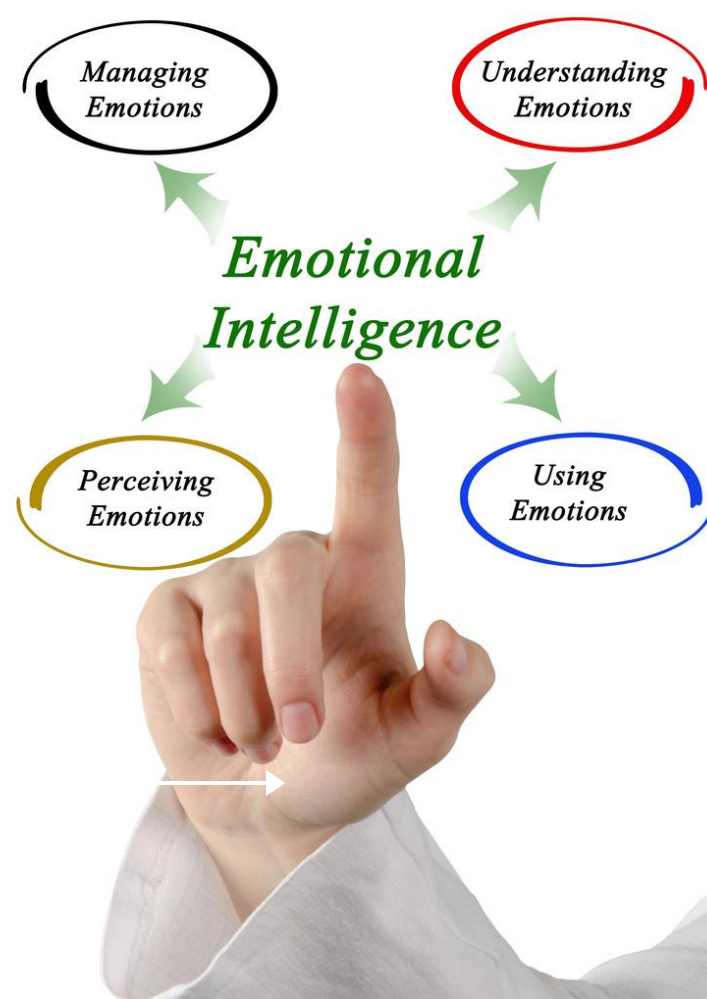 Managing
Emotions
Understanding
Emotions
Emotional
Intelligence
Perceiving
Emotions
Using
Emotions